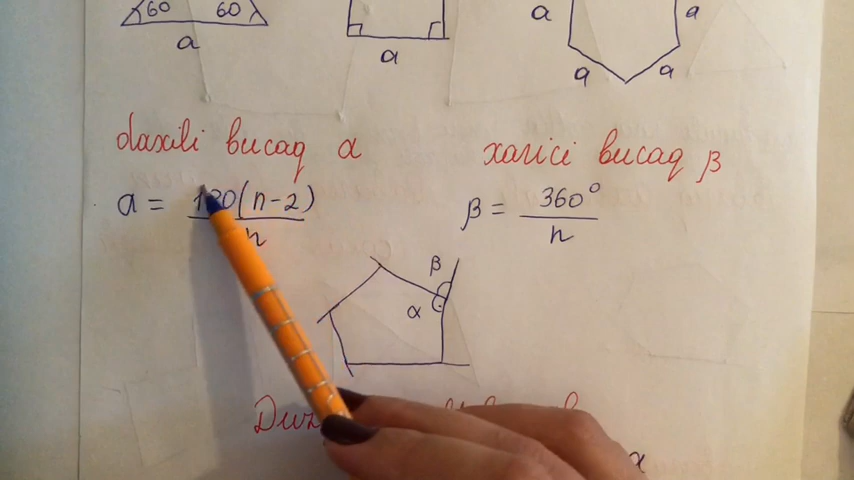 60 60
a
a
a a
a a
daxili bucaq α
a = 180(n-2)
n
xarici bucaq β
β = 360°
n
β
α
α